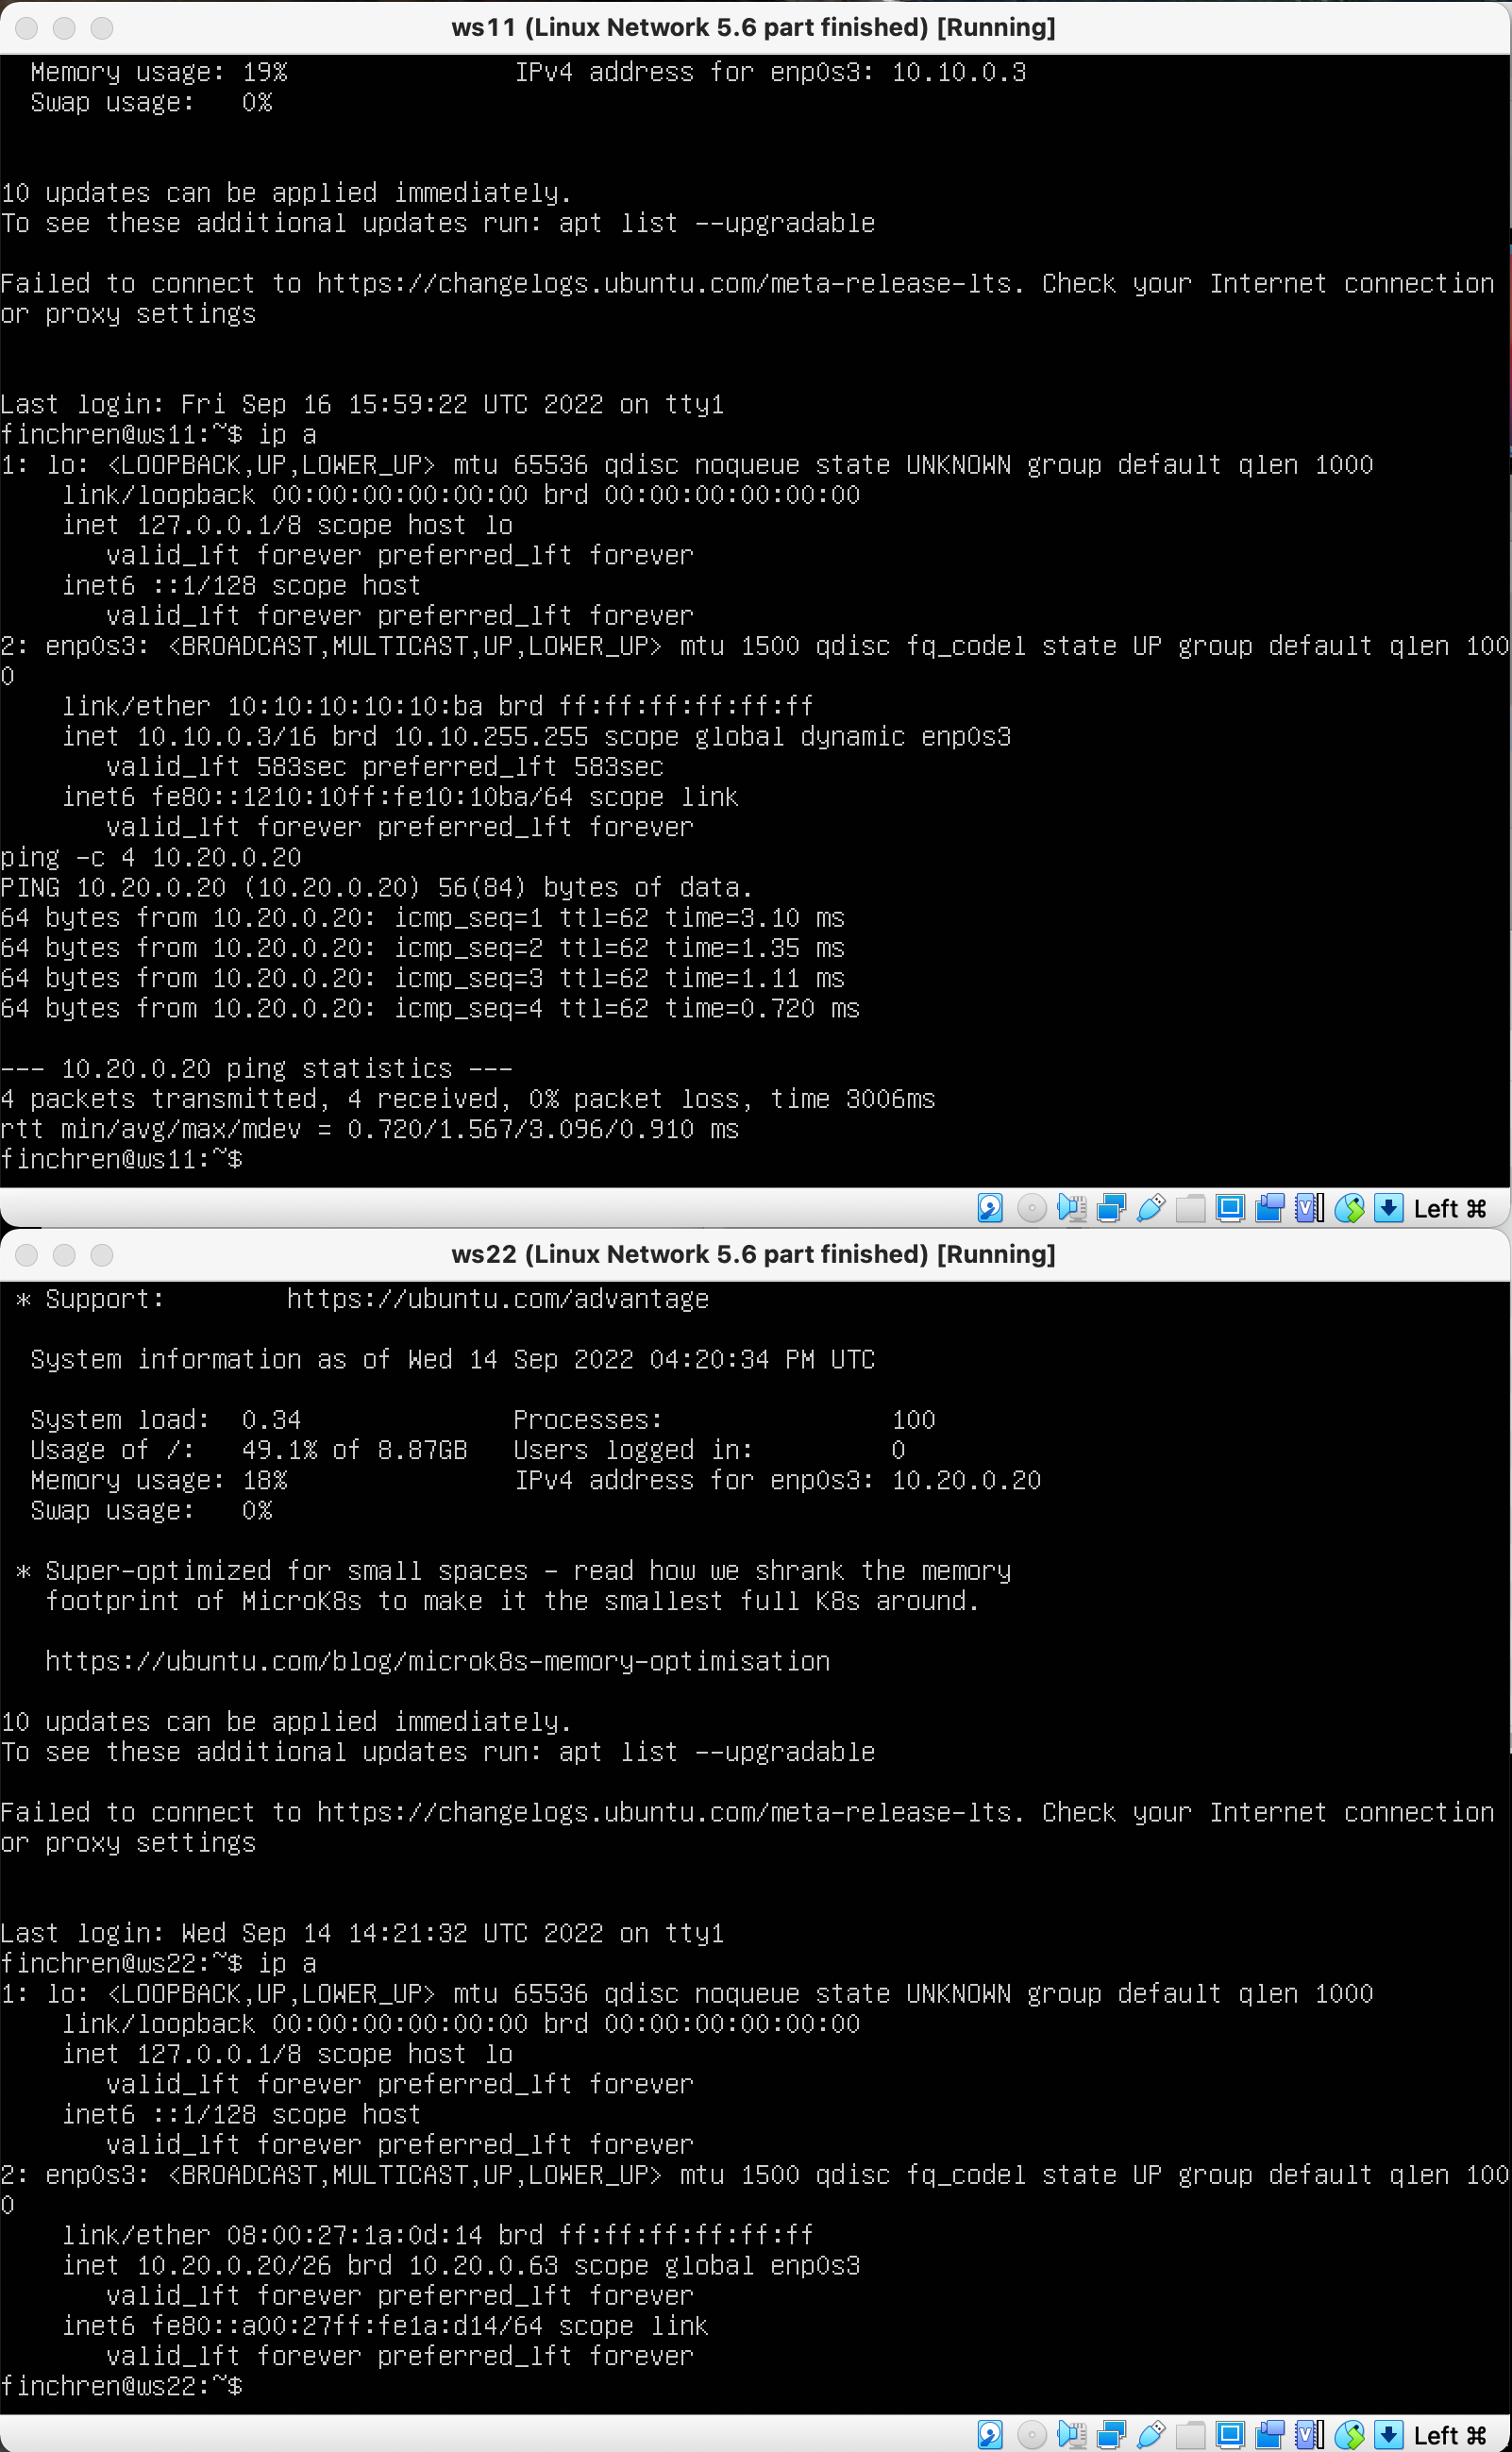 ws11 (Linux Network 5.6 part finished) [Running]
  Memory usage: 19%               IPv4 address for enp0s3: 10.10.0.3
  Swap usage:   0%
10 updates can be applied immediately.
To see these additional updates run: apt list --upgradable
Failed to connect to https://changelogs.ubuntu.com/meta-release-lts. Check your Internet connection
or proxy settings
Last login: Fri Sep 16 15:59:22 UTC 2022 on tty1
finchren@ws11:~$ ip a
1: lo: <LOOPBACK,UP,LOWER_UP> mtu 65536 qdisc noqueue state UNKNOWN group default qlen 1000
    link/loopback 00:00:00:00:00:00 brd 00:00:00:00:00:00
    inet 127.0.0.1/8 scope host lo
       valid_lft forever preferred_lft forever
    inet6 ::1/128 scope host
       valid_lft forever preferred_lft forever
2: enp0s3: <BROADCAST,MULTICAST,UP,LOWER_UP> mtu 1500 qdisc fq_codel state UP group default qlen 100
0
    link/ether 10:10:10:10:10:ba brd ff:ff:ff:ff:ff:ff
    inet 10.10.0.3/16 brd 10.10.255.255 scope global dynamic enp0s3
       valid_lft 583sec preferred_lft 583sec
    inet6 fe80::1210:10ff:fe10:10ba/64 scope link
       valid_lft forever preferred_lft forever
ping -c 4 10.20.0.20
PING 10.20.0.20 (10.20.0.20) 56(84) bytes of data.
64 bytes from 10.20.0.20: icmp_seq=1 ttl=62 time=3.10 ms
64 bytes from 10.20.0.20: icmp_seq=2 ttl=62 time=1.35 ms
64 bytes from 10.20.0.20: icmp_seq=3 ttl=62 time=1.11 ms
64 bytes from 10.20.0.20: icmp_seq=4 ttl=62 time=0.720 ms
--- 10.20.0.20 ping statistics ---
4 packets transmitted, 4 received, 0% packet loss, time 3006ms
rtt min/avg/max/mdev = 0.720/1.567/3.096/0.910 ms
finchren@ws11:~$
Left ⌘
ws22 (Linux Network 5.6 part finished) [Running]
 * Support:        https://ubuntu.com/advantage
  System information as of Wed 14 Sep 2022 04:20:34 PM UTC
  System load:  0.34              Processes:               100
  Usage of /:   49.1% of 8.87GB   Users logged in:         0
  Memory usage: 18%               IPv4 address for enp0s3: 10.20.0.20
  Swap usage:   0%
 * Super-optimized for small spaces - read how we shrank the memory
   footprint of MicroK8s to make it the smallest full K8s around.
   https://ubuntu.com/blog/microk8s-memory-optimisation
10 updates can be applied immediately.
To see these additional updates run: apt list --upgradable
Failed to connect to https://changelogs.ubuntu.com/meta-release-lts. Check your Internet connection
or proxy settings
Last login: Wed Sep 14 14:21:32 UTC 2022 on tty1
finchren@ws22:~$ ip a
1: lo: <LOOPBACK,UP,LOWER_UP> mtu 65536 qdisc noqueue state UNKNOWN group default qlen 1000
    link/loopback 00:00:00:00:00:00 brd 00:00:00:00:00:00
    inet 127.0.0.1/8 scope host lo
       valid_lft forever preferred_lft forever
    inet6 ::1/128 scope host
       valid_lft forever preferred_lft forever
2: enp0s3: <BROADCAST,MULTICAST,UP,LOWER_UP> mtu 1500 qdisc fq_codel state UP group default qlen 100
0
    link/ether 08:00:27:1a:0d:14 brd ff:ff:ff:ff:ff:ff
    inet 10.20.0.20/26 brd 10.20.0.63 scope global enp0s3
       valid_lft forever preferred_lft forever
    inet6 fe80::a00:27ff:fe1a:d14/64 scope link
       valid_lft forever preferred_lft forever
finchren@ws22:~$
Left ⌘